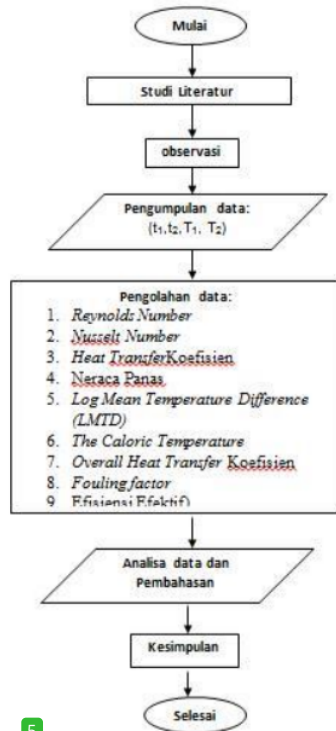 Mulai
Studi Literatur
observasi
Pengumpulan data:
(t₁,t₂,T₁, T₂)
Pengolahan data:
1. Reynolds Number
2. Nusselt Number
3. Heat TransferKoefisien
4. Neraca Panas
5. Log Mean Temperature Difference
(LMTD)
6. The Caloric Temperature
7. Overall Heat Transfer Koefisien
8. Fouling factor
9. Efisiensi Efektif)
Analisa data dan
Pembahasan
Kesimpulan
Selesai
5